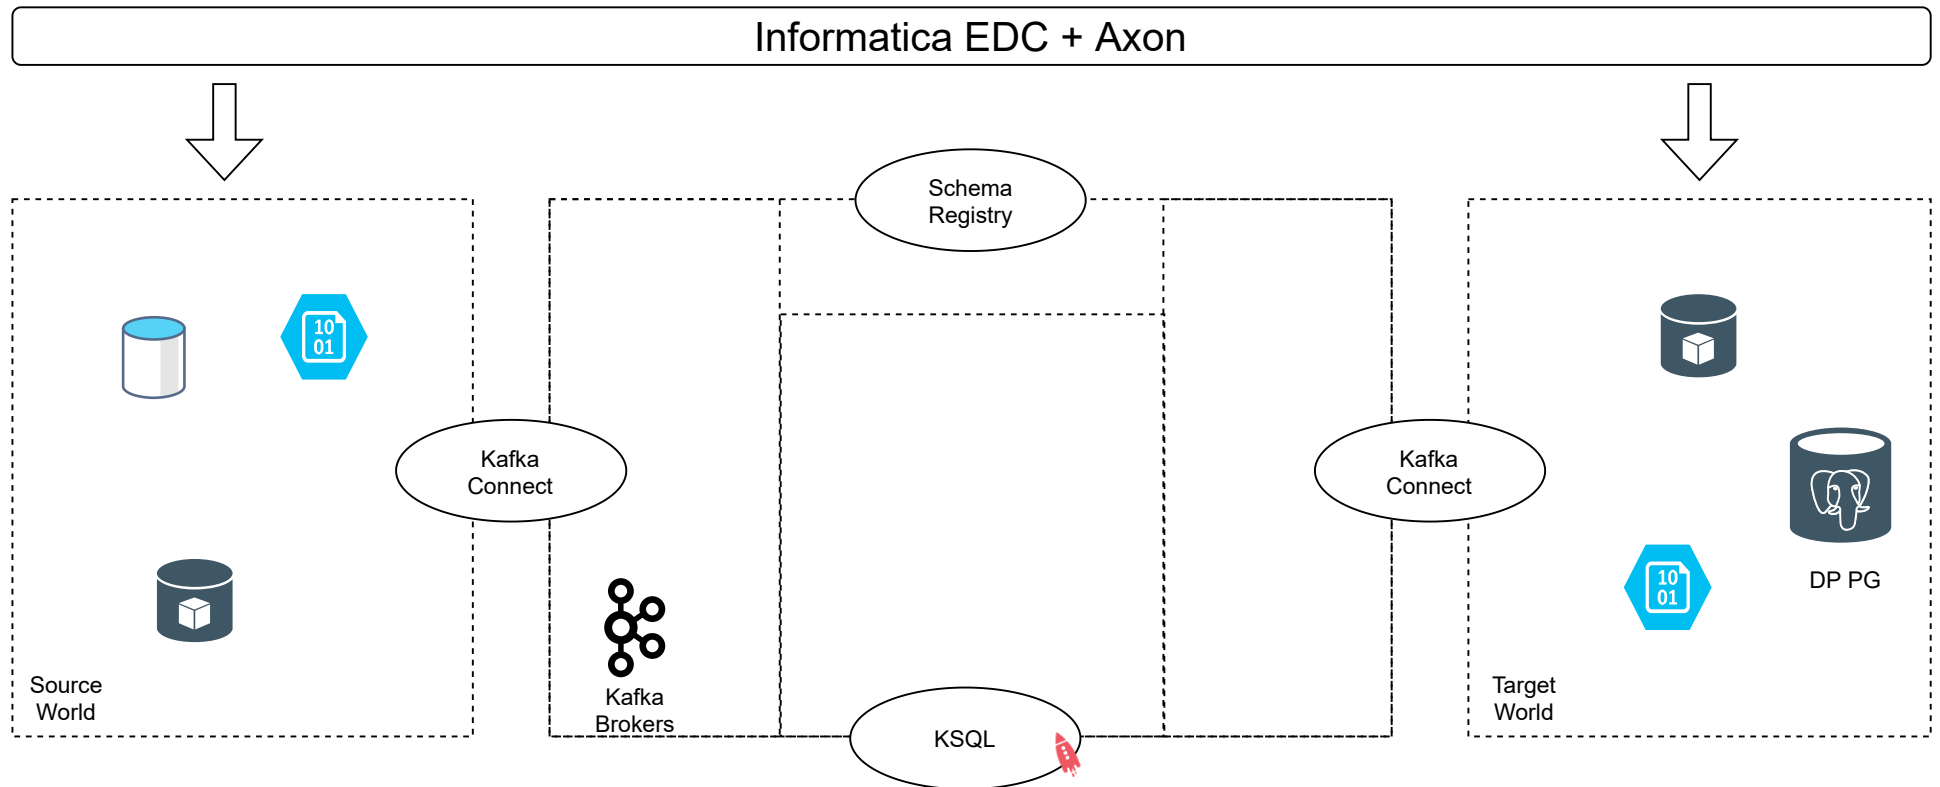 Informatica EDC + Axon
Schema
Registry
10
01
10
01
Kafka
Connect
Kafka
Connect
DP PG
Source
World
Kafka
Brokers
KSQL
Target
World